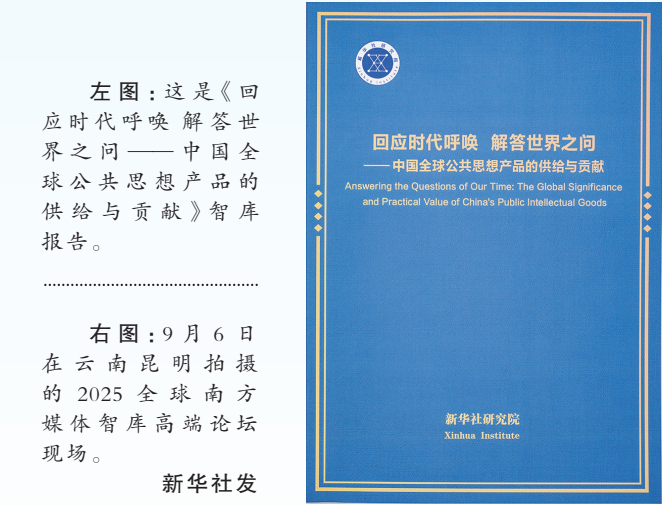 左图：这是《回
应时代呼唤 解答世
界之问——中国全
球公共思想产品的
供给与贡献》智库
报告。
右图：9月6日
在云南昆明拍摄
的2025全球南方
媒体智库高端论坛
现场。
新华社发
新华社研究院
回应时代呼唤 解答世界之问
——中国全球公共思想产品的供给与贡献
Answering the Questions of Our Time: The Global Significance
and Practical Value of China's Public Intellectual Goods
新华社研究院
Xinhua Institute